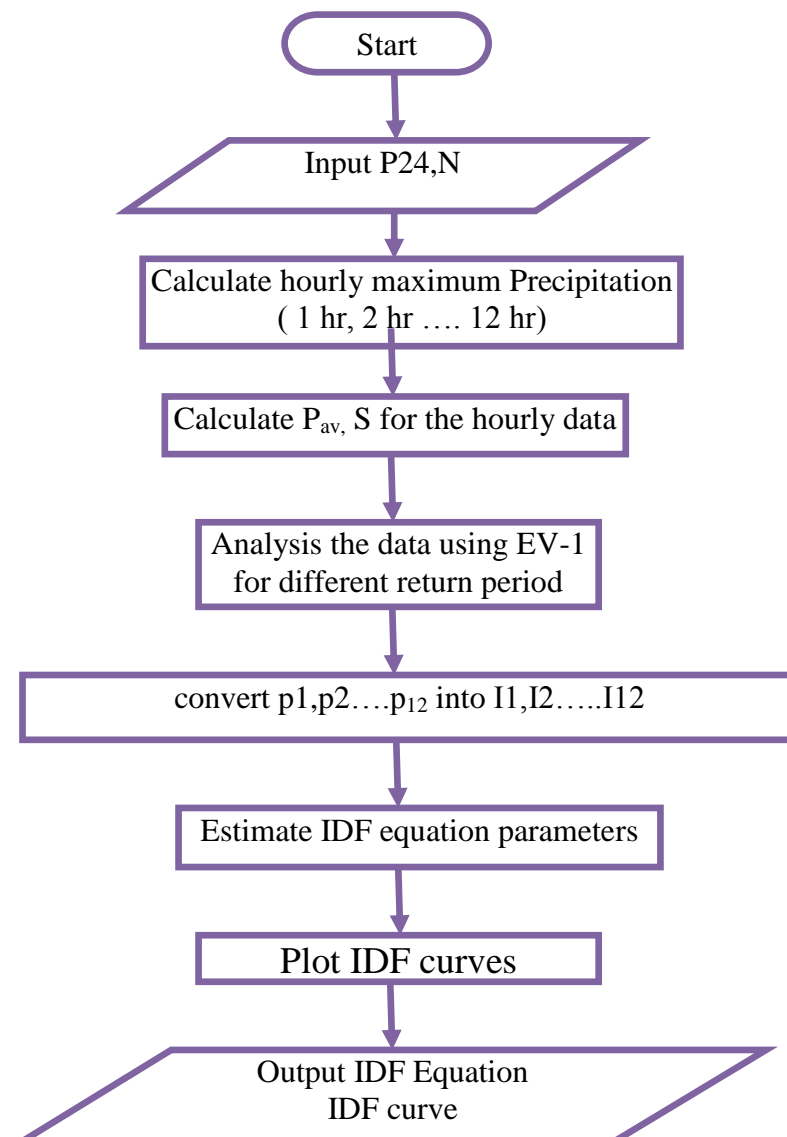 Start
Input P24,N
Calculate hourly maximum Precipitation
( 1 hr, 2 hr …. 12 hr)
Calculate Pav, S for the hourly data
Analysis the data using EV-1
for different return period
convert p1,p2….p12 into I1,I2…..I12
Estimate IDF equation parameters
Plot IDF curves
Output IDF Equation
IDF curve